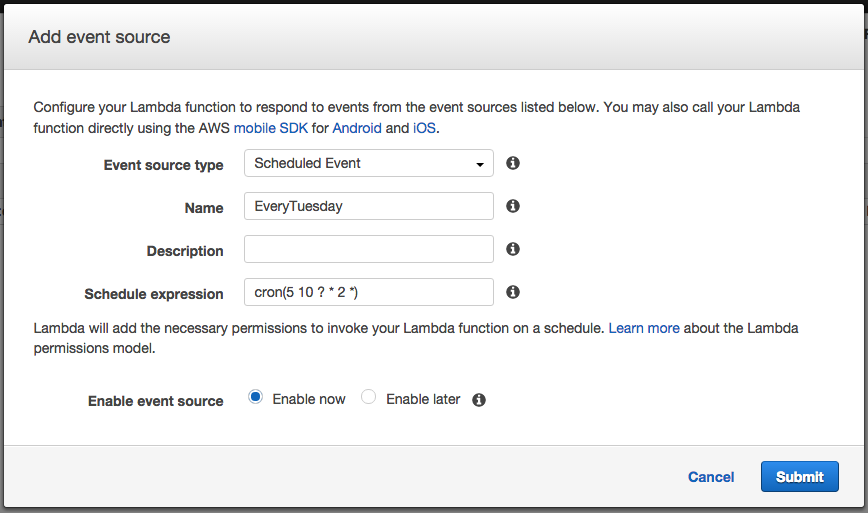 Add event source
Configure your Lambda function to respond to events from the event sources listed below. You may also call your Lambda
function directly using the AWS mobile SDK for Android and iOS.
Event source type Scheduled Event
Name EveryTuesday
Description
Schedule expression cron(5 10 ? * 2 *)
Lambda will add the necessary permissions to invoke your Lambda function on a schedule. Learn more about the Lambda
permissions model.
Enable event source Enable now Enable later
Cancel Submit